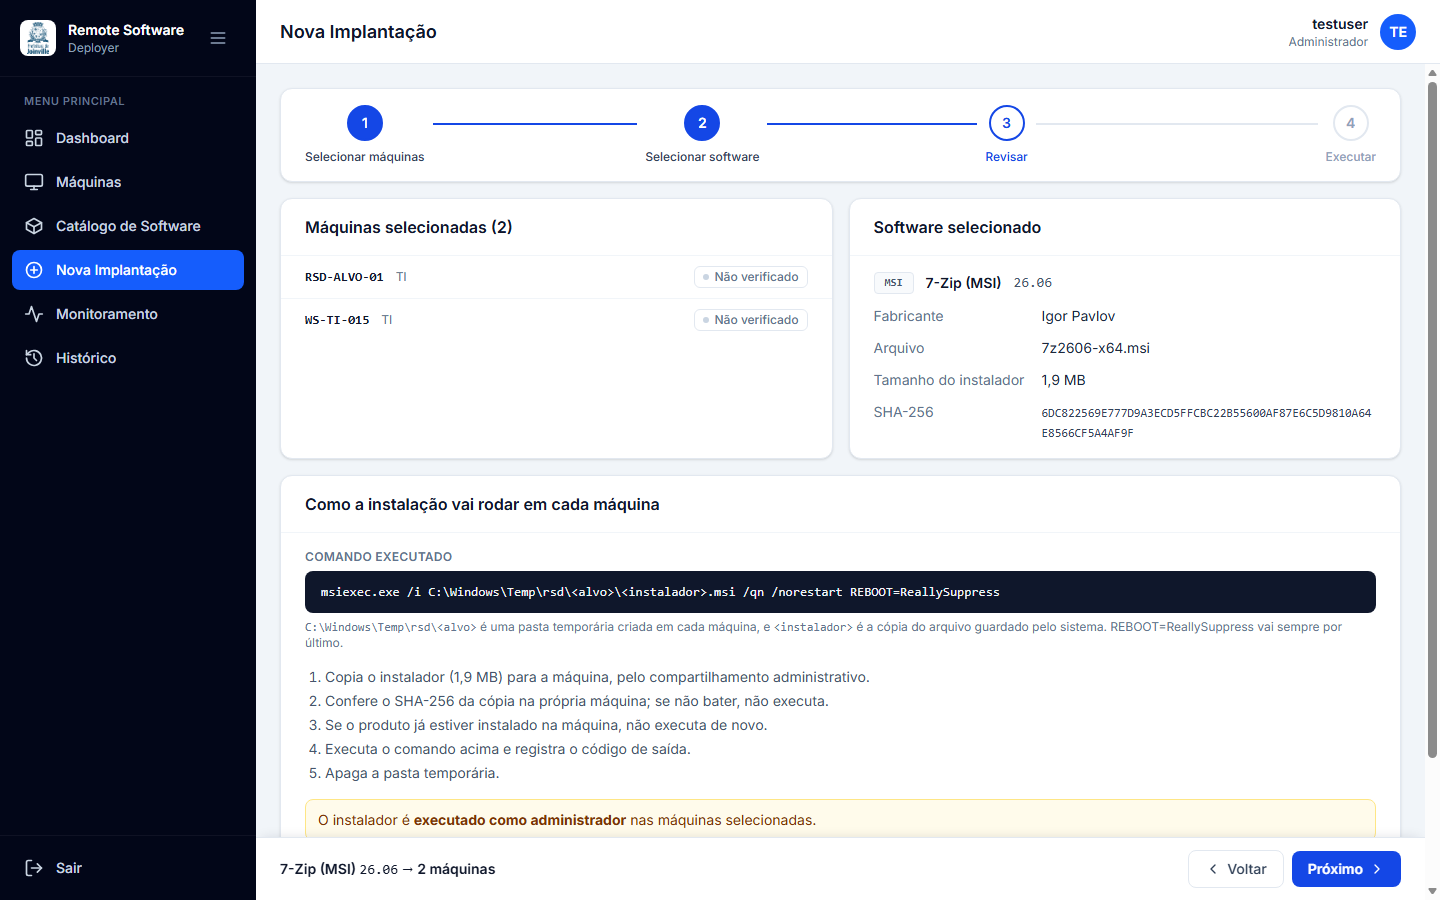 Remote Software
Deployer
MENU PRINCIPAL
Dashboard
Máquinas
Catálogo de Software
Nova Implantação
Monitoramento
Histórico
Sair
Nova Implantação
testuser
Administrador
TE
1
Selecionar máquinas
2
Selecionar software
3
Revisar
4
Executar
Máquinas selecionadas (2)
RSD-ALVO-01 TI Não verificado
WS-TI-015 TI Não verificado
Software selecionado
MSI 7-Zip (MSI) 26.06
Fabricante Igor Pavlov
Arquivo 7z2606-x64.msi
Tamanho do instalador 1,9 MB
SHA-256 6DC822569E777D9A3ECD5FFCBC22B55600AF87E6C5D9810A64
E8566CF5A4AF9F
Como a instalação vai rodar em cada máquina
COMANDO EXECUTADO
msiexec.exe /i C:\Windows\Temp\rsd\<alvo>\<instalador>.msi /qn /norestart REBOOT=ReallySuppress
C:\Windows\Temp\rsd\<alvo> é uma pasta temporária criada em cada máquina, e <instalador> é a cópia do arquivo guardado pelo sistema. REBOOT=ReallySuppress vai sempre por
último.
1. Copia o instalador (1,9 MB) para a máquina, pelo compartilhamento administrativo.
2. Confere o SHA-256 da cópia na própria máquina; se não bater, não executa.
3. Se o produto já estiver instalado na máquina, não executa de novo.
4. Executa o comando acima e registra o código de saída.
5. Apaga a pasta temporária.
O instalador é executado como administrador nas máquinas selecionadas.
7-Zip (MSI) 26.06 → 2 máquinas
Voltar
Próximo